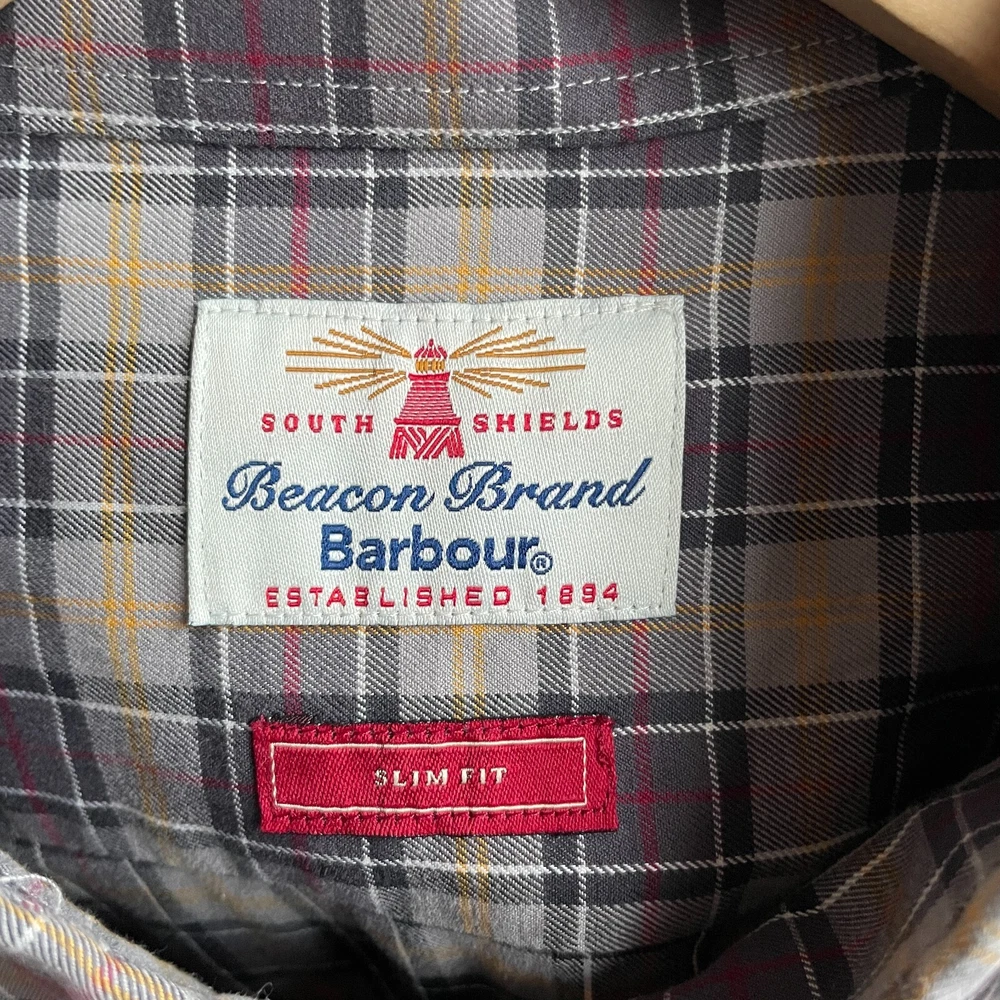 SOUTH SHIELDS
Beacon Brand
Barbour®
ESTABLISHED 1894
SLIM FIT